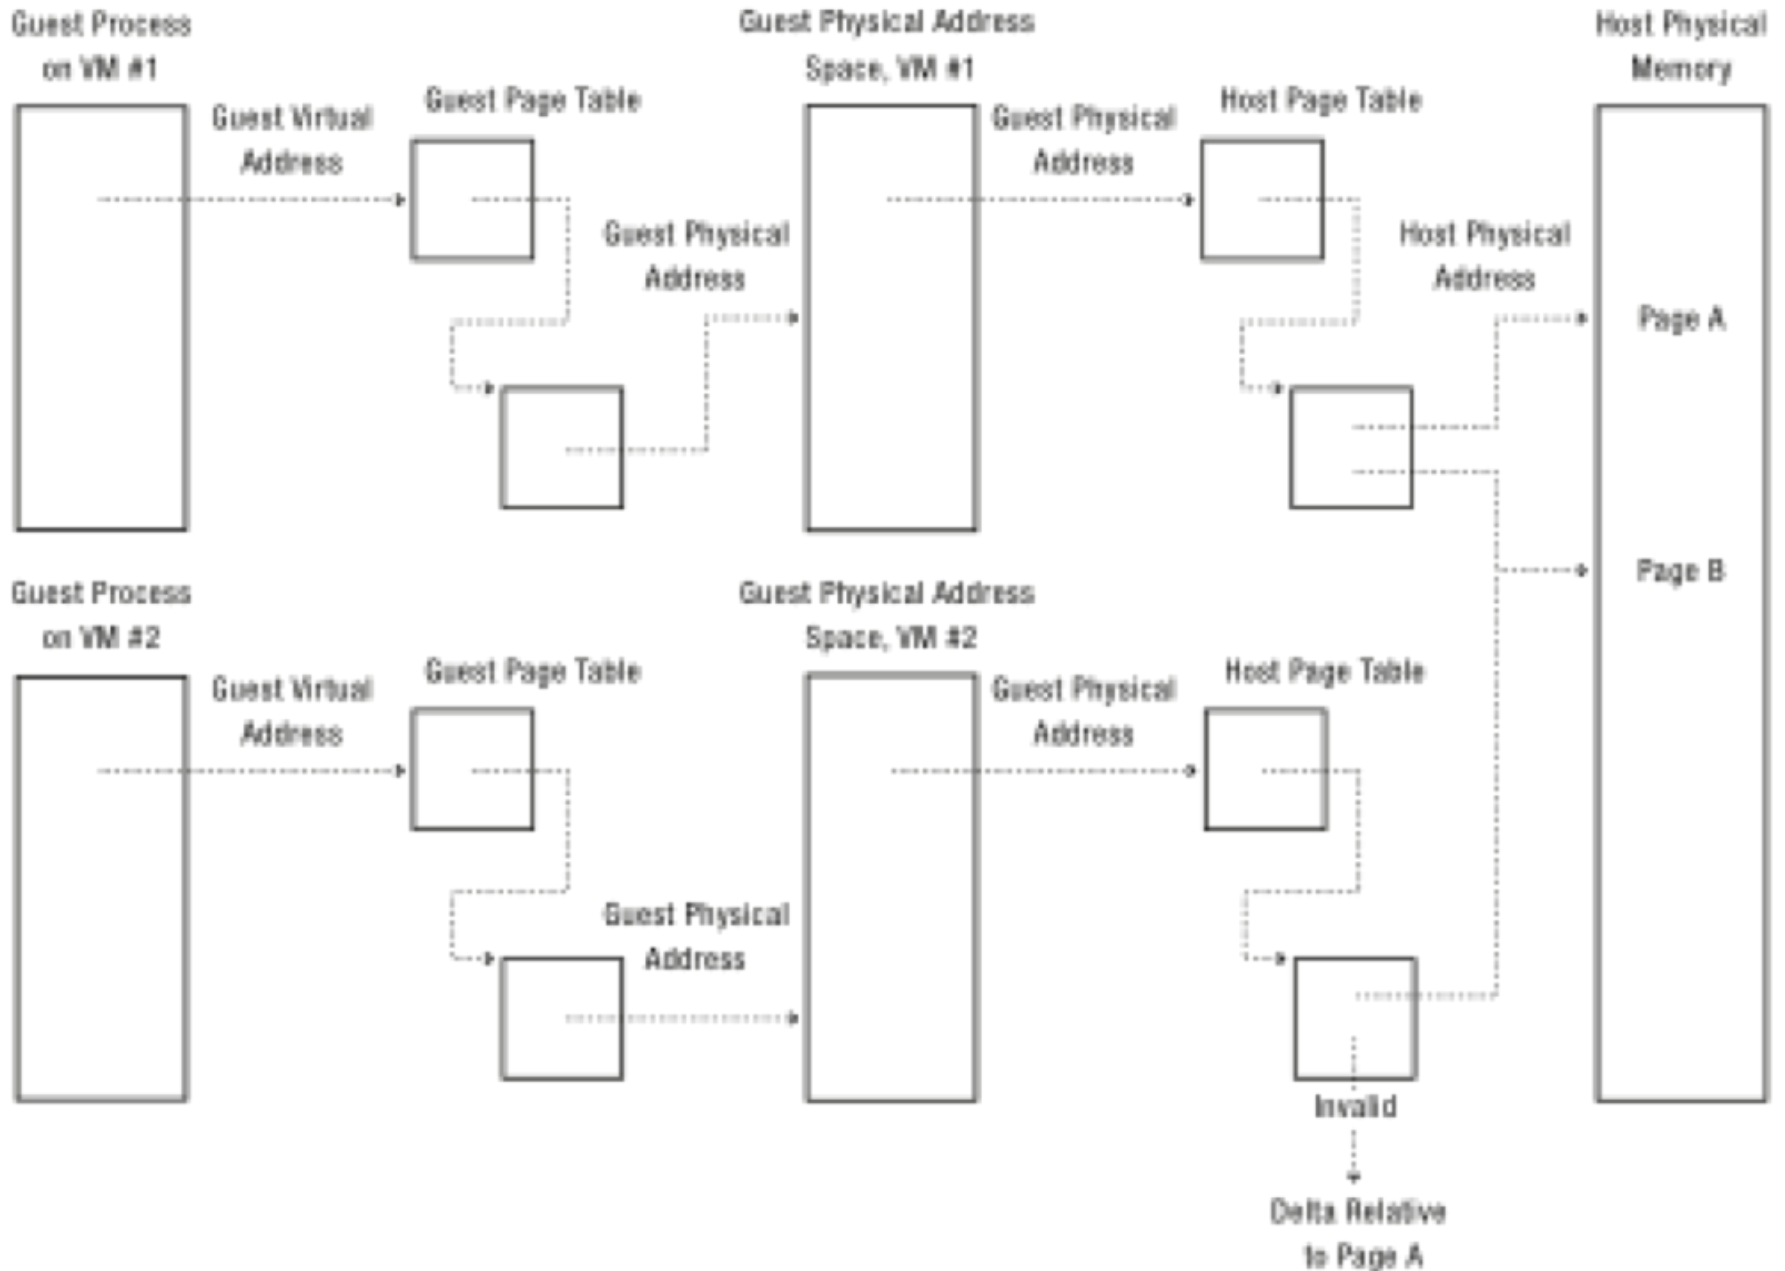 Guest Process
on VM #1
Guest Physical Address
Space, VM #1
Host Physical
Memory
Guest Virtual
Address
Guest Page Table
Guest Physical
Address
Host Page Table
Guest Physical
Address
Host Physical
Address
Page A
Page B
Guest Process
on VM #2
Guest Physical Address
Space, VM #2
Guest Virtual
Address
Guest Page Table
Guest Physical
Address
Host Page Table
Guest Physical
Address
Invalid
Delta Relative
to Page A